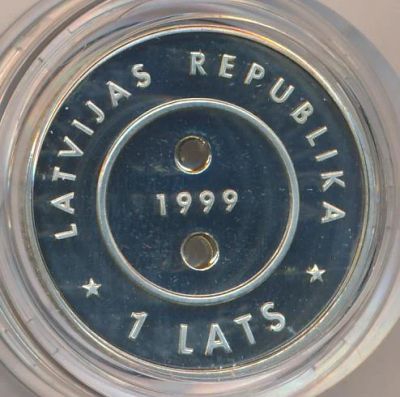 LATVIJAS REPUBLIKA
1999
1 LATS